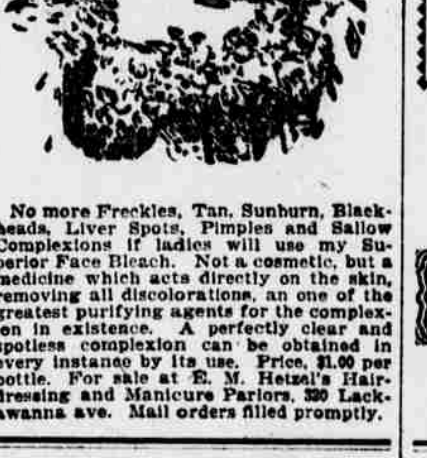 No more Freckles, Tan, Sunburn, Black-
heads, Liver Spots, Pimples and Sallow
Complexions if ladies will use my Su-
perior Face Bleach. Not a cosmetic, but a
medicine which acts directly on the skin,
removing all discolorations, an one of the
greatest purifying agents for the complex-
ion in existence. A perfectly clear and
spotless complexion can be obtained in
every instance by its use. Price, $1.00 per
bottle. For sale at E. M. Hetzel's Hair-
dressing and Manicure Parlors, 320 Lack-
awanna ave. Mail orders filled promptly.